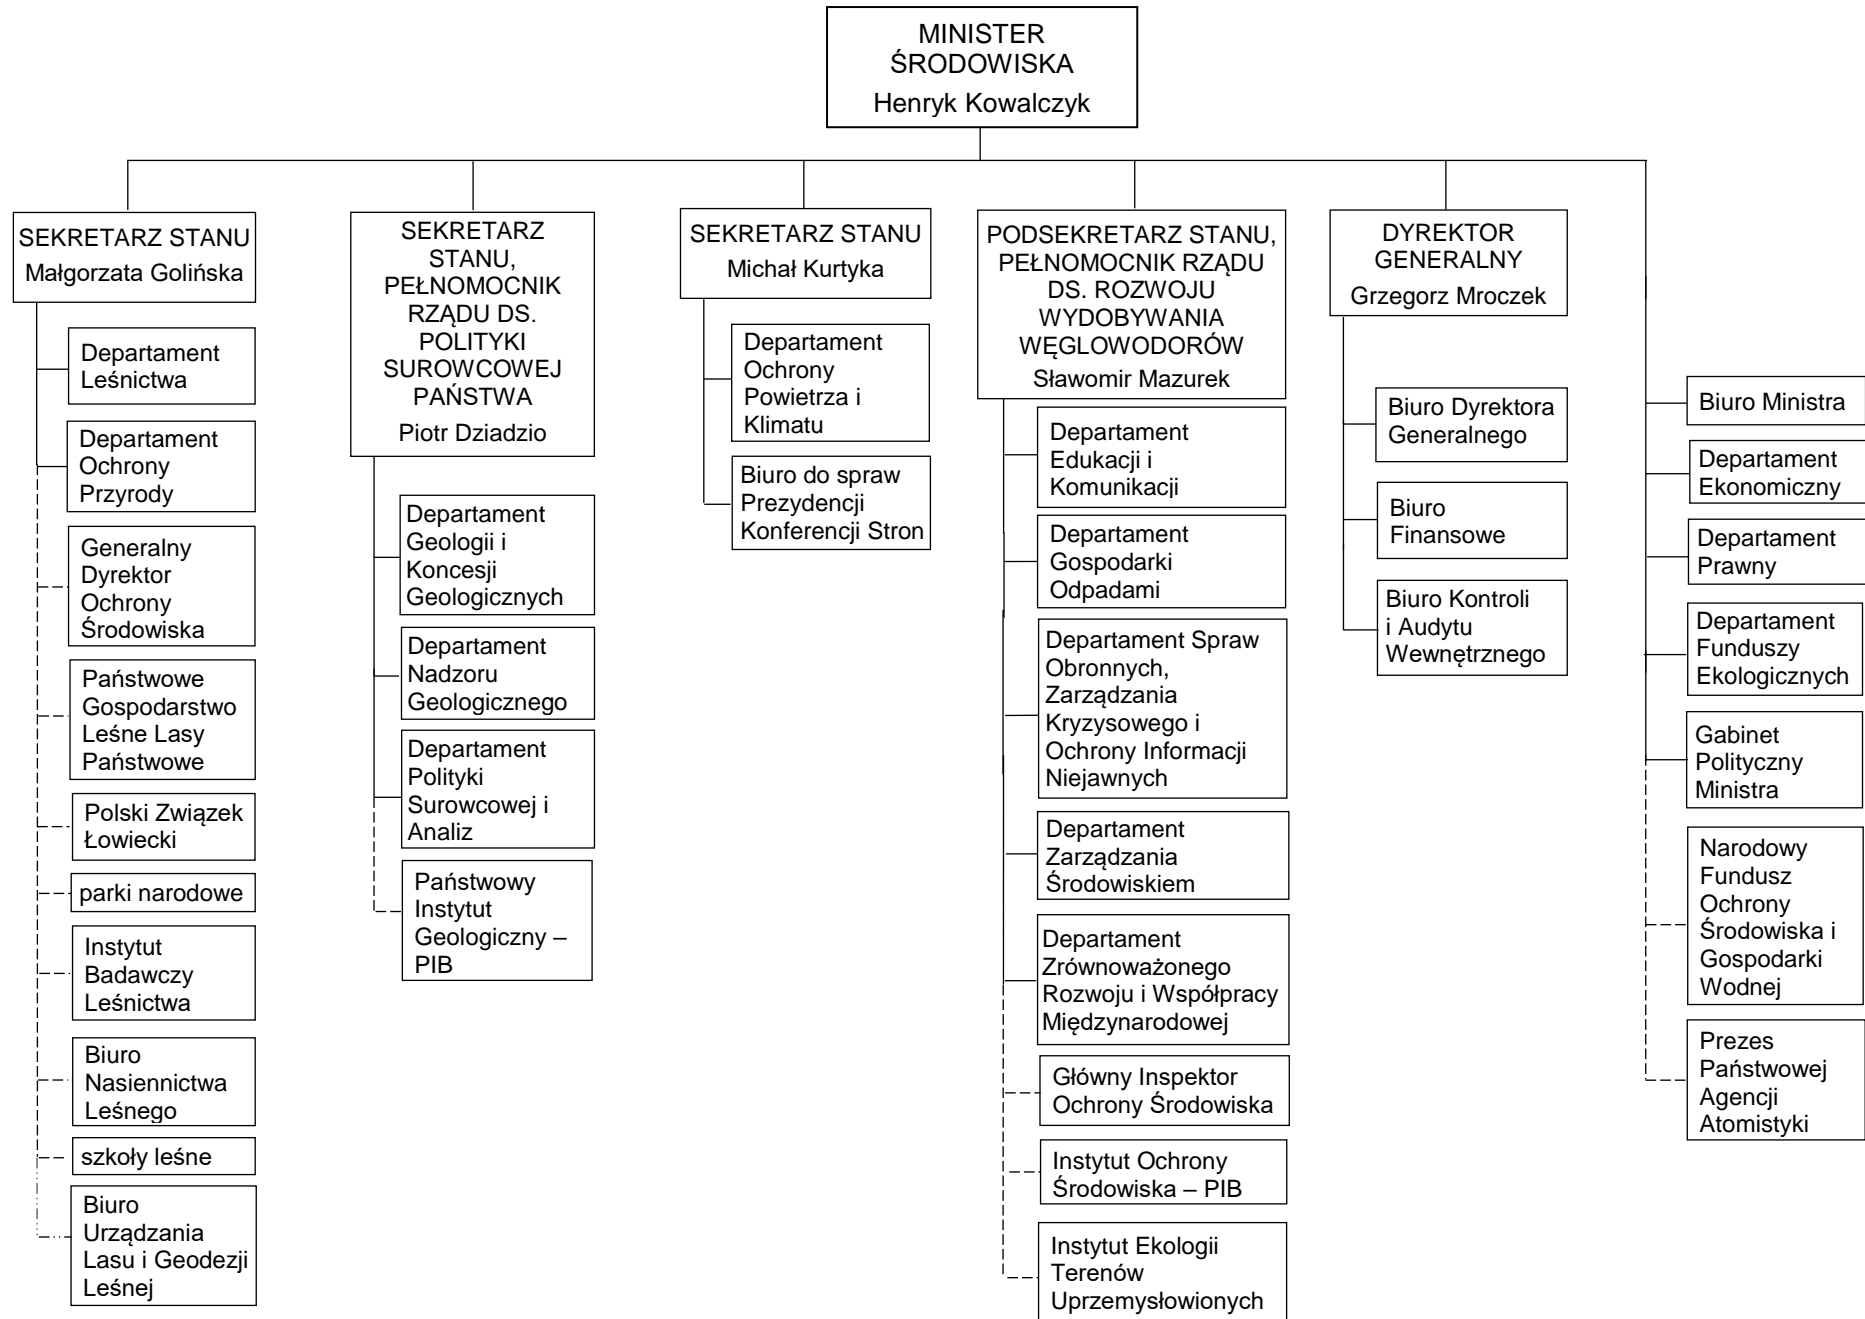 MINISTER
ŚRODOWISKA
Henryk Kowalczyk
SEKRETARZ STANU
Małgorzata Golińska
Departament
Leśnictwa
Departament
Ochrony
Przyrody
Generalny
Dyrektor
Ochrony
Środowiska
Państwowe
Gospodarstwo
Leśne Lasy
Państwowe
Polski Związek
Łowiecki
parki narodowe
Instytut
Badawczy
Leśnictwa
Biuro
Nasiennictwa
Leśnego
szkoły leśne
Biuro
Urządzania
Lasu i Geodezji
Leśnej
SEKRETARZ
STANU,
PEŁNOMOCNIK
RZĄDU DS.
POLITYKI
SUROWCOWEJ
PAŃSTWA
Piotr Dziadzio
Departament
Geologii i
Koncesji
Geologicznych
Departament
Nadzoru
Geologicznego
Departament
Polityki
Surowcowej i
Analiz
Państwowy
Instytut
Geologiczny –
PIB
SEKRETARZ STANU
Michał Kurtyka
Departament
Ochrony
Powietrza i
Klimatu
Biuro do spraw
Prezydencji
Konferencji Stron
PODSEKRETARZ STANU,
PEŁNOMOCNIK RZĄDU
DS. ROZWOJU
WYDOBYWANIA
WĘGLOWODORÓW
Sławomir Mazurek
Departament
Edukacji i
Komunikacji
Departament
Gospodarki
Odpadami
Departament Spraw
Obronnych,
Zarządzania
Kryzysowego i
Ochrony Informacji
Niejawnych
Departament
Zarządzania
Środowiskiem
Departament
Zrównoważonego
Rozwoju i Współpracy
Międzynarodowej
Główny Inspektor
Ochrony Środowiska
Instytut Ochrony
Środowiska – PIB
Instytut Ekologii
Terenów
Uprzemysłowionych
DYREKTOR
GENERALNY
Grzegorz Mroczek
Biuro Dyrektora
Generalnego
Biuro
Finansowe
Biuro Kontroli
i Audytu
Wewnętrznego
Biuro Ministra
Departament
Ekonomiczny
Departament
Prawny
Departament
Funduszy
Ekologicznych
Gabinet
Polityczny
Ministra
Narodowy
Fundusz
Ochrony
Środowiska i
Gospodarki
Wodnej
Prezes
Państwowej
Agencji
Atomistyki